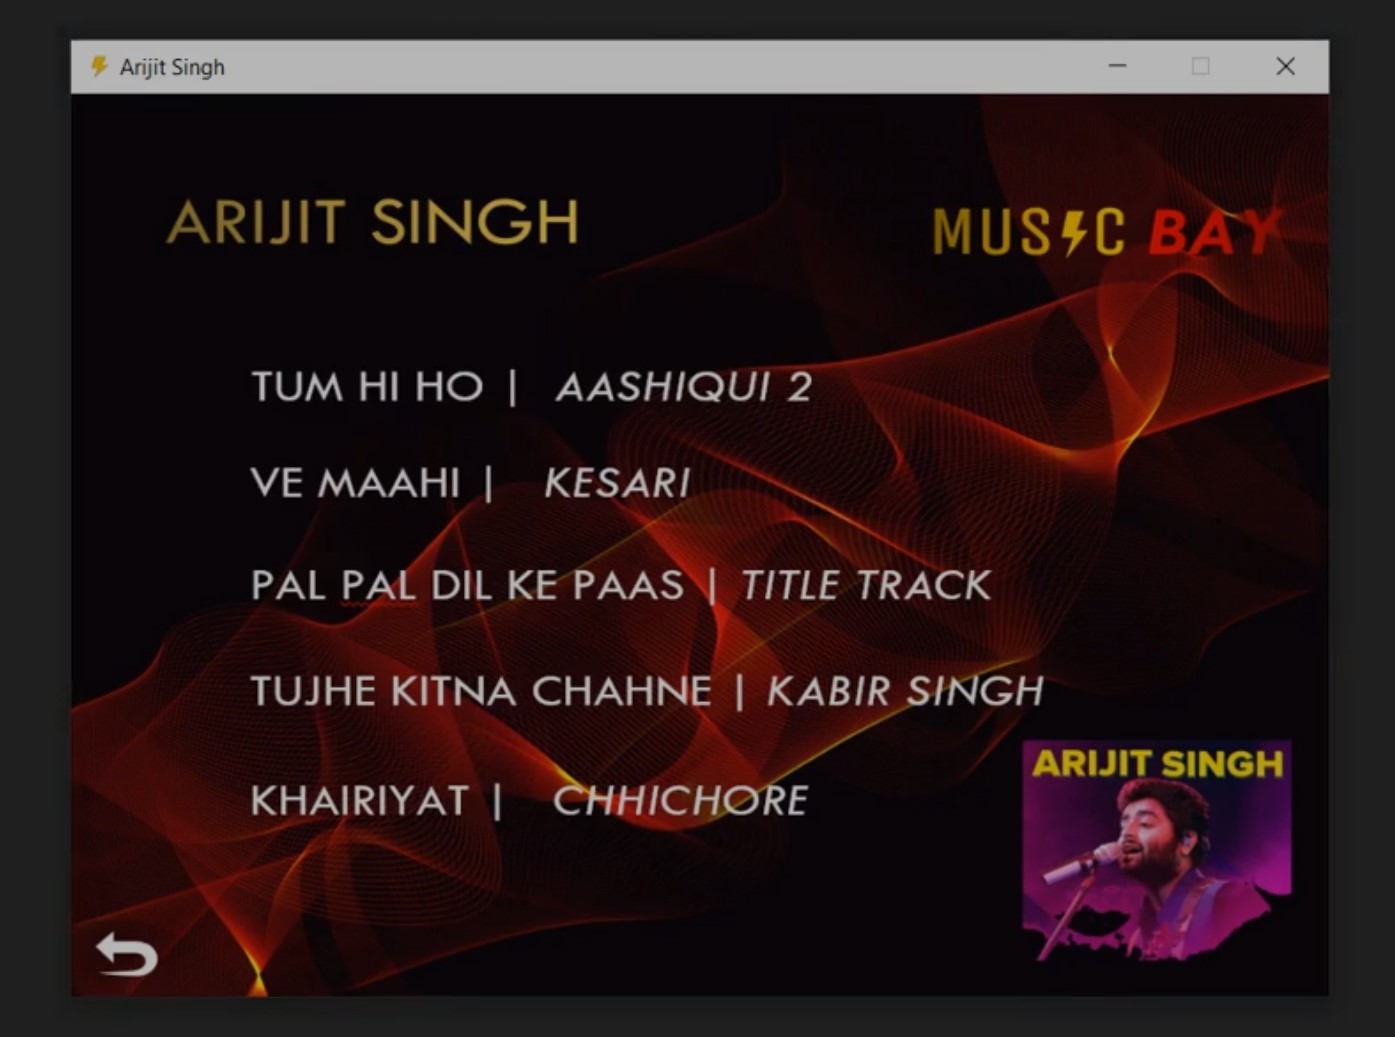 Arijit Singh
ARIJIT SINGH
MUSIC BAY
TUM HI HO | AASHIQUI 2
VE MAAHI | KESARI
PAL PAL DIL KE PAAS | TITLE TRACK
TUJHE KITNA CHAHNE | KABIR SINGH
KHAIRIYAT | CHHICHORE
ARIJIT SINGH